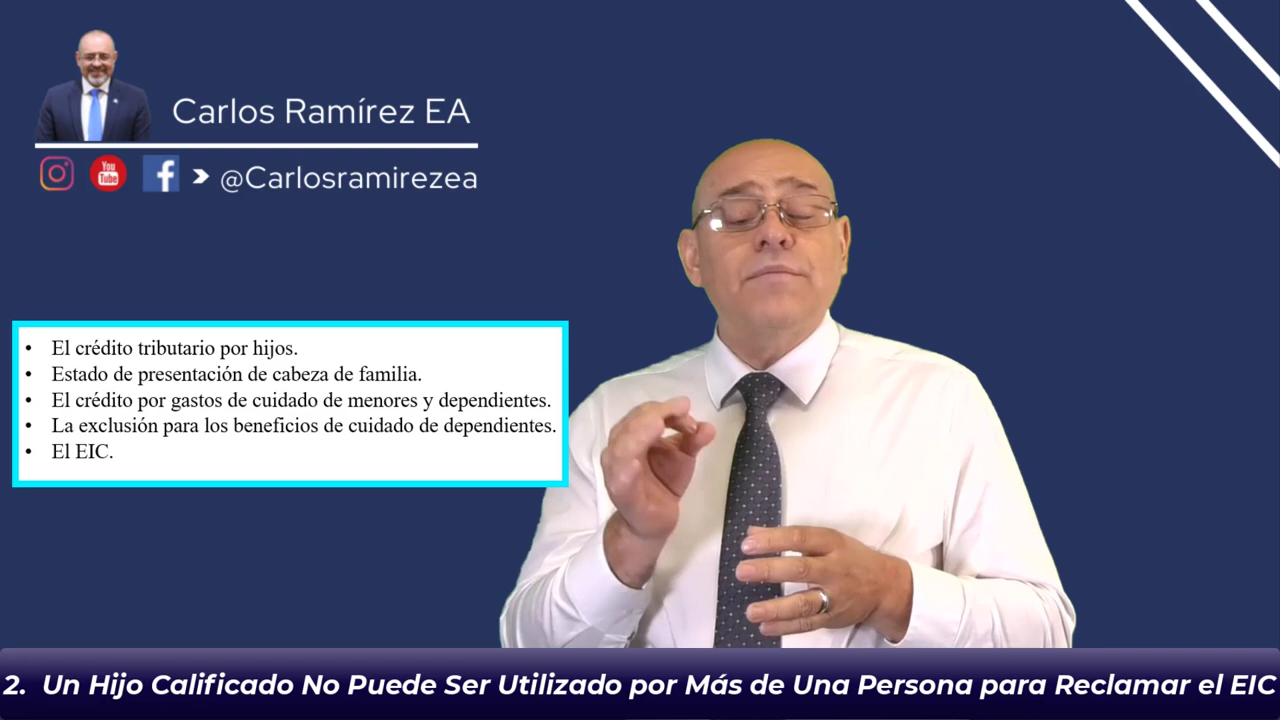 Carlos Ramírez EA
You
Tube
@Carlosramirezea
• El crédito tributario por hijos.
• Estado de presentación de cabeza de familia.
• El crédito por gastos de cuidado de menores y dependientes.
• La exclusión para los beneficios de cuidado de dependientes.
• El EIC.
2. Un Hijo Calificado No Puede Ser Utilizado por Más de Una Persona para Reclamar el EIC